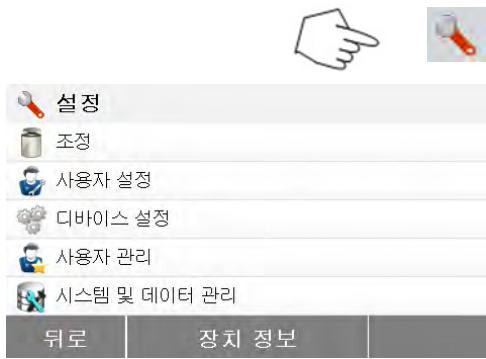 설정
조정
사용자 설정
디바이스 설정
사용자 관리
시스템 및 데이터 관리
뒤로 장치 정보